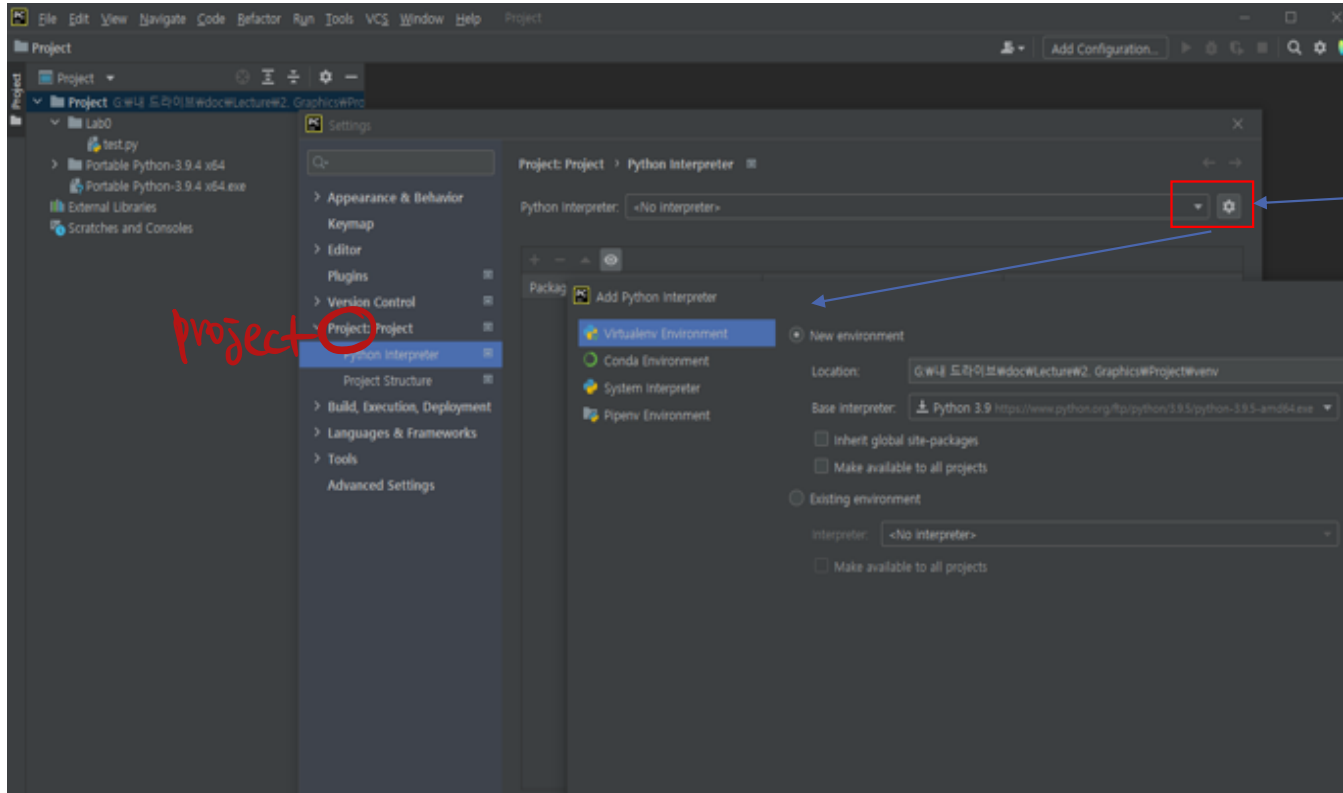 File Edit View Navigate Code Refactor Run Tools VCS Window Help Project
Project
Add Configuration...
Project
Project
Project G:₩내 드라이브₩doc₩Lecture₩2. Graphics₩Pro
Lab0
test.py
Portable Python-3.9.4 x64
Portable Python-3.9.4 x64.exe
External Libraries
Scratches and Consoles
Settings
Appearance & Behavior
Keymap
Editor
Plugins
Version Control
project
Project: Project
Python Interpreter
Project Structure
Build, Execution, Deployment
Languages & Frameworks
Tools
Advanced Settings
Project: Project > Python Interpreter
Python Interpreter: <No interpreter>
Packag
Add Python Interpreter
Virtualenv Environment
Conda Environment
System Interpreter
Pipenv Environment
New environment
Location: G:₩내 드라이브₩doc₩Lecture₩2. Graphics₩Project₩venv
Base interpreter: Python 3.9 https://www.python.org/ftp/python/3.9.5/python-3.9.5-amd64.exe
Inherit global site-packages
Make available to all projects
Existing environment
Interpreter: <No interpreter>
Make available to all projects